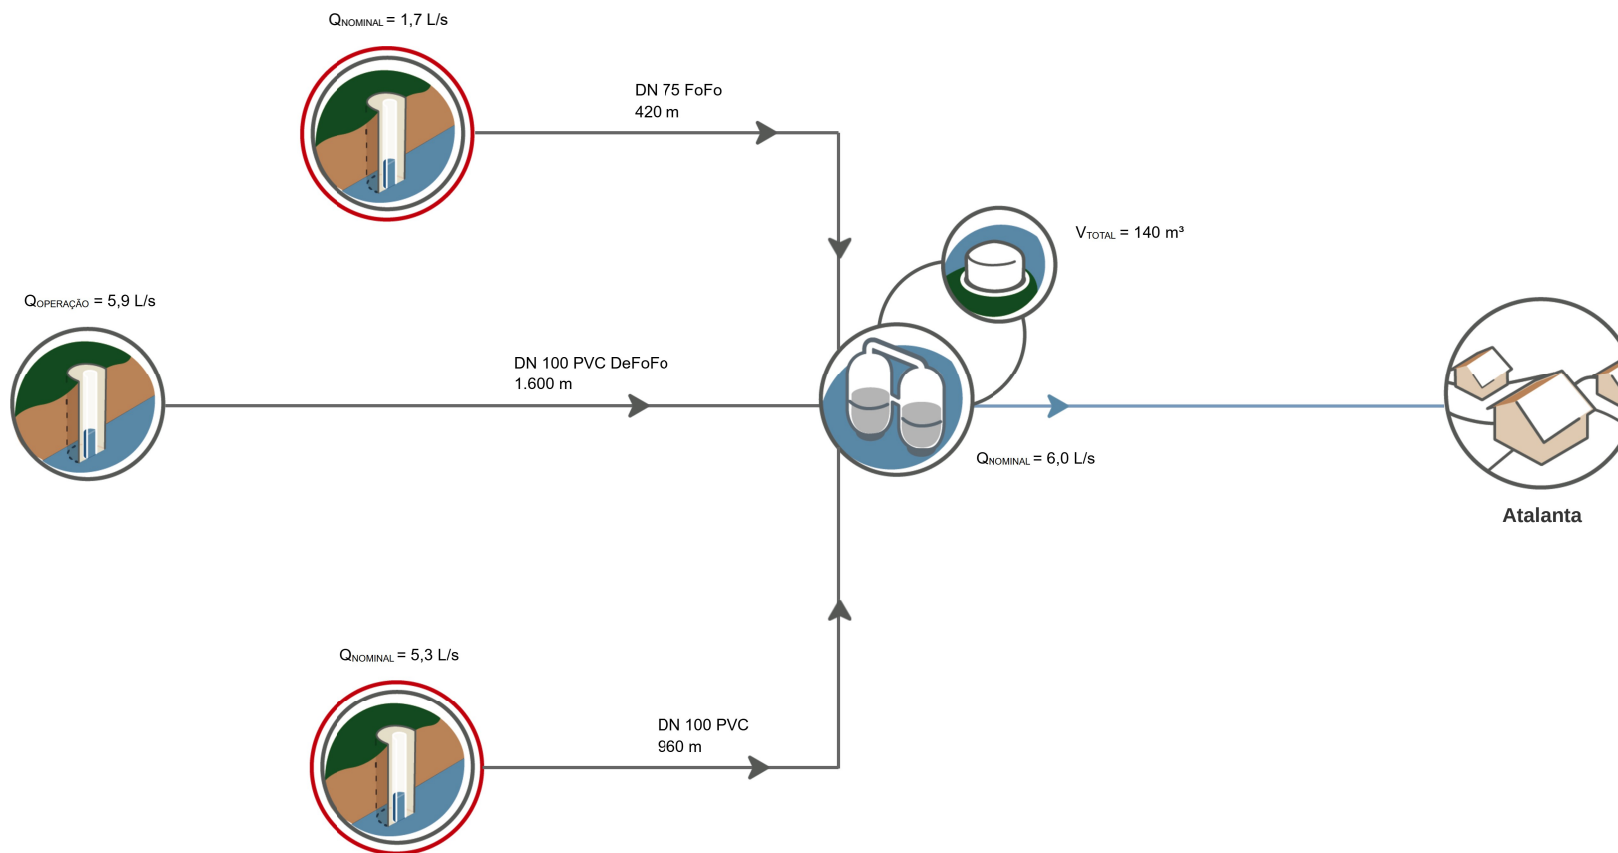 QNOMINAL = 1,7 L/s
DN 75 FoFo
420 m
VTOTAL = 140 m³
QOPERAÇÃO = 5,9 L/s
DN 100 PVC DeFoFo
1.600 m
QNOMINAL = 6,0 L/s
Atalanta
QNOMINAL = 5,3 L/s
DN 100 PVC
960 m